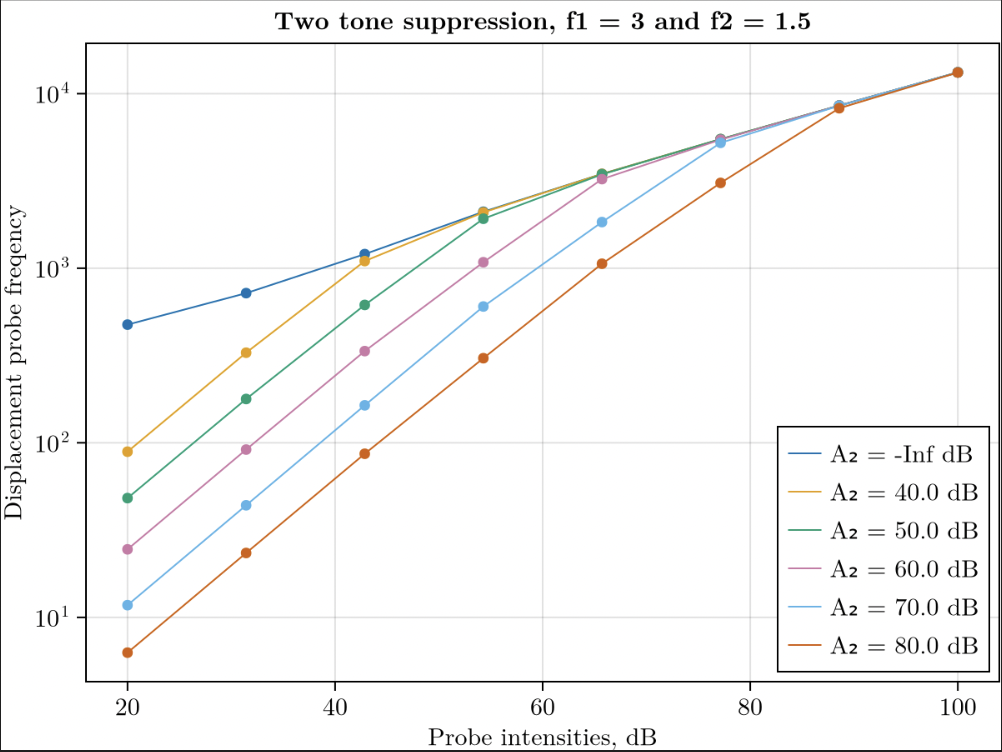 Two tone suppression, f1 = 3 and f2 = 1.5
Displacement probe freqency
10⁴
10³
10²
10¹
A₂ = -Inf dB
A₂ = 40.0 dB
A₂ = 50.0 dB
A₂ = 60.0 dB
A₂ = 70.0 dB
A₂ = 80.0 dB
20 40 60 80 100
Probe intensities, dB